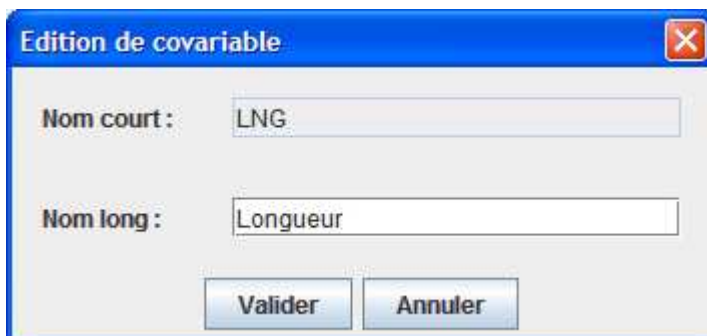 Edition de covariable
Nom court : LNG
Nom long : Longueur
Valider Annuler